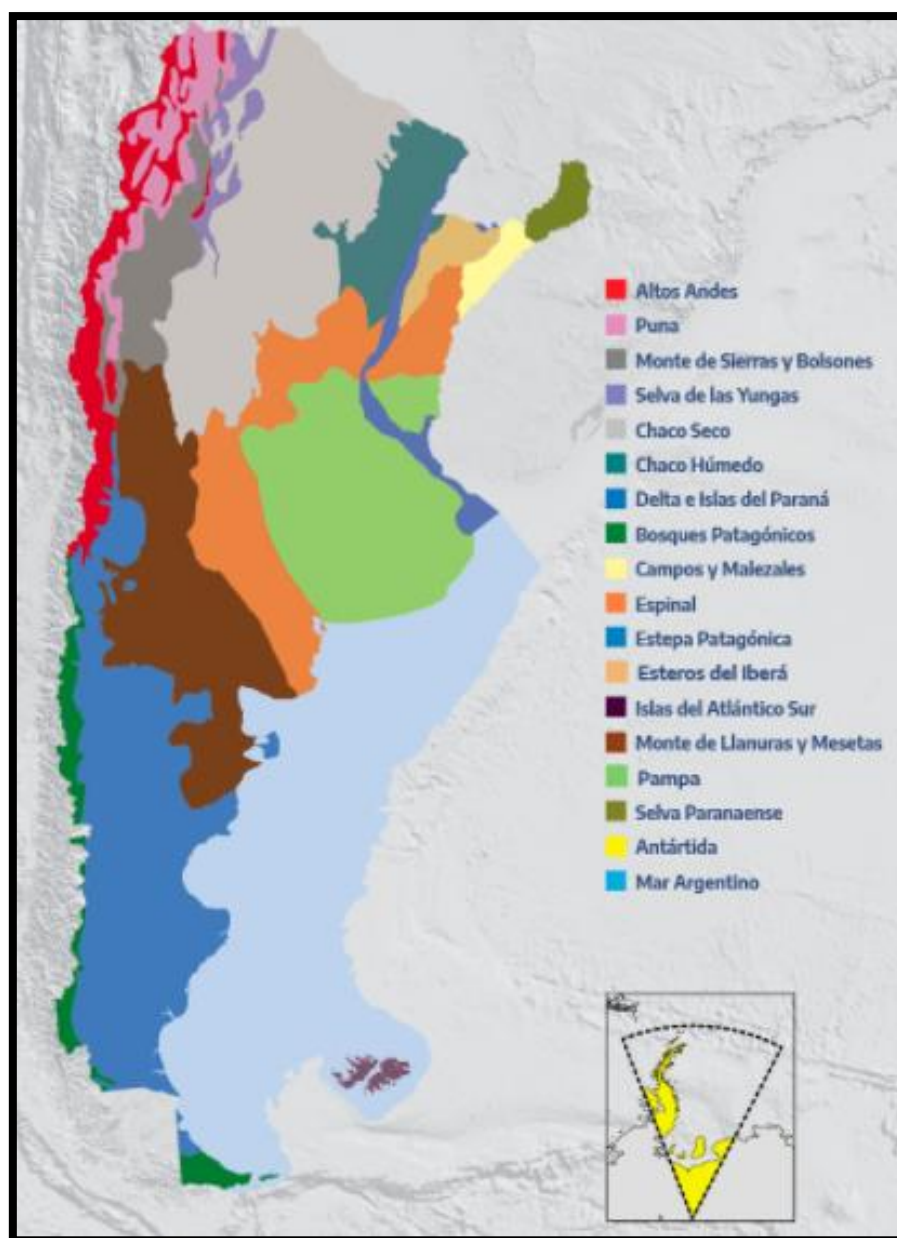 Altos Andes
Puna
Monte de Sierras y Bolsones
Selva de las Yungas
Chaco Seco
Chaco Húmedo
Delta e Islas del Paraná
Bosques Patagónicos
Campos y Malezales
Espinal
Estepa Patagónica
Esteros del Iberá
Islas del Atlántico Sur
Monte de Llanuras y Mesetas
Pampa
Selva Paranaense
Antártida
Mar Argentino